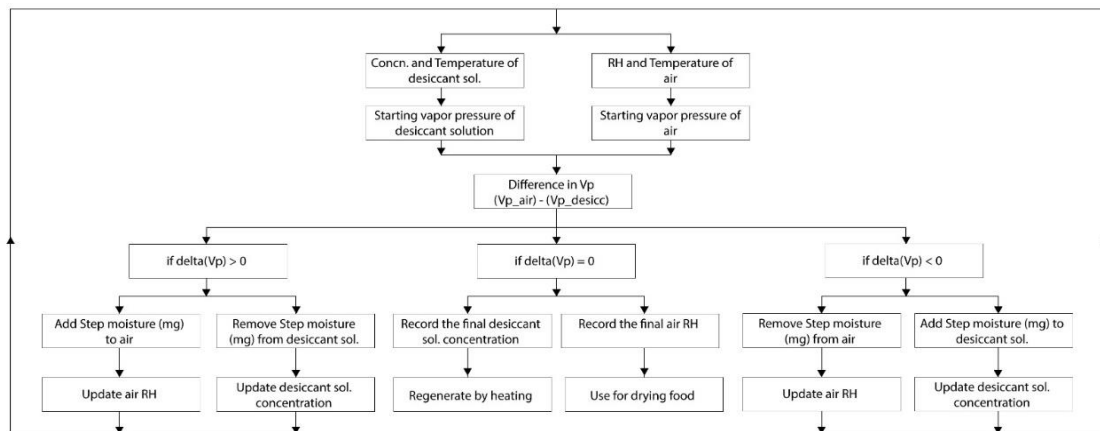 Concn. and Temperature of
desiccant sol.
RH and Temperature of
air
Starting vapor pressure of
desiccant solution
Starting vapor pressure of
air
Difference in Vp
(Vp_air) - (Vp_desicc)
if delta(Vp) > 0
if delta(Vp) = 0
if delta(Vp) < 0
Add Step moisture (mg)
to air
Remove Step moisture
(mg) from desiccant sol.
Record the final desiccant
sol. concentration
Record the final air RH
Remove Step moisture
(mg) from air
Add Step moisture (mg) to
desiccant sol.
Update air RH
Update desiccant sol.
concentration
Regenerate by heating
Use for drying food
Update air RH
Update desiccant sol.
concentration